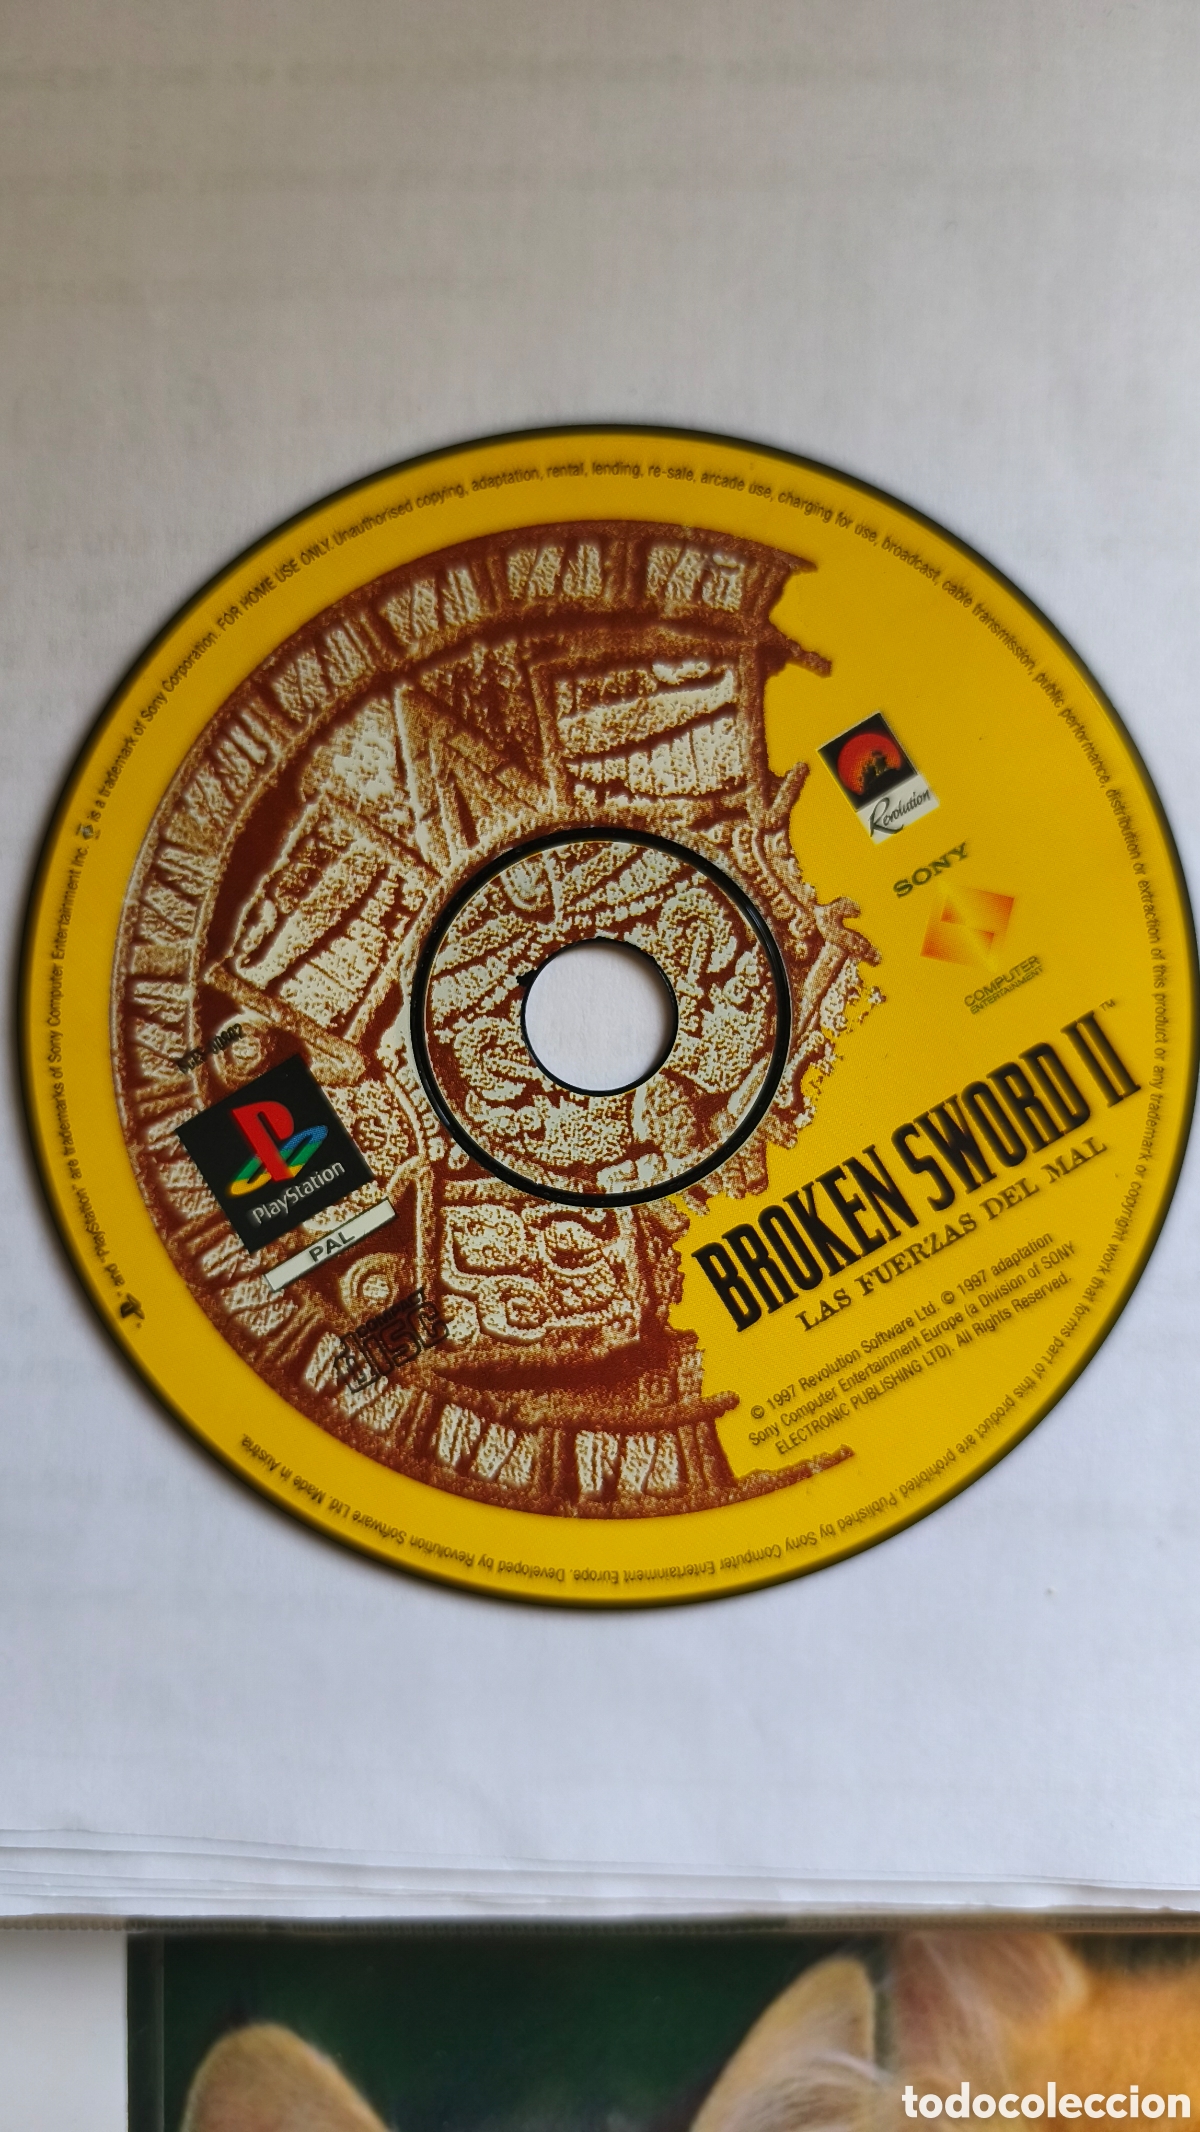 is a trademark of Sony Corporation. FOR HOME USE ONLY. Unauthorised copying, adaptation, rental, lending, re-sale, arcade use, charging for use, broadcast, cable transmission, public performance, distribution or extraction of this product or any trademark or copyright work that forms part of this product are prohibited. Published by Sony Computer Entertainment Europe. Developed by Revolution Software Ltd. Made in Austria.
and "PlayStation" are trademarks of Sony Computer Entertainment Inc.
Revolution
SONY
COMPUTER
ENTERTAINMENT
BROKEN SWORD II™
LAS FUERZAS DEL MAL
© 1997 Revolution Software Ltd. © 1997 adaptation
Sony Computer Entertainment Europe (a Division of SONY
ELECTRONIC PUBLISHING LTD). All Rights Reserved.
PlayStation
PAL
COMPACT
disc
todocoleccion